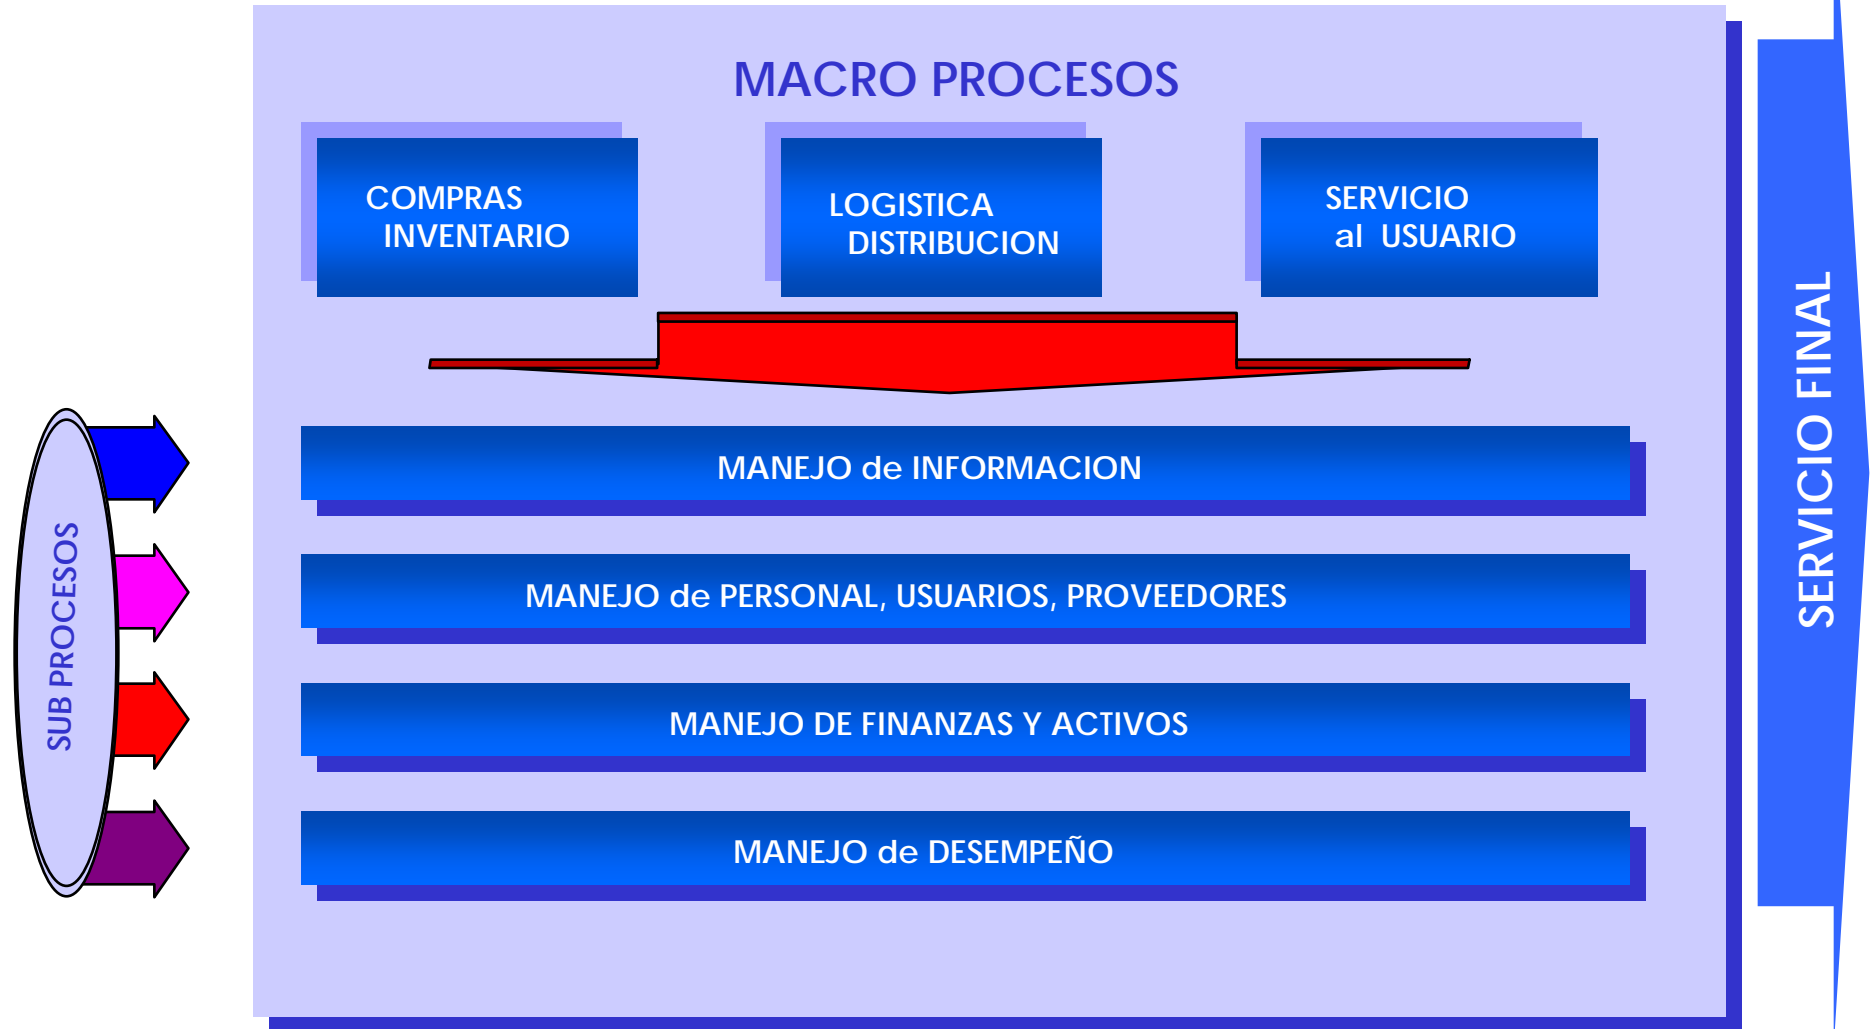 MACRO PROCESOS
COMPRAS
INVENTARIO
LOGISTICA
DISTRIBUCION
SERVICIO
al USUARIO
SUB PROCESOS
MANEJO de INFORMACION
MANEJO de PERSONAL, USUARIOS, PROVEEDORES
MANEJO DE FINANZAS Y ACTIVOS
MANEJO de DESEMPEÑO
SERVICIO FINAL